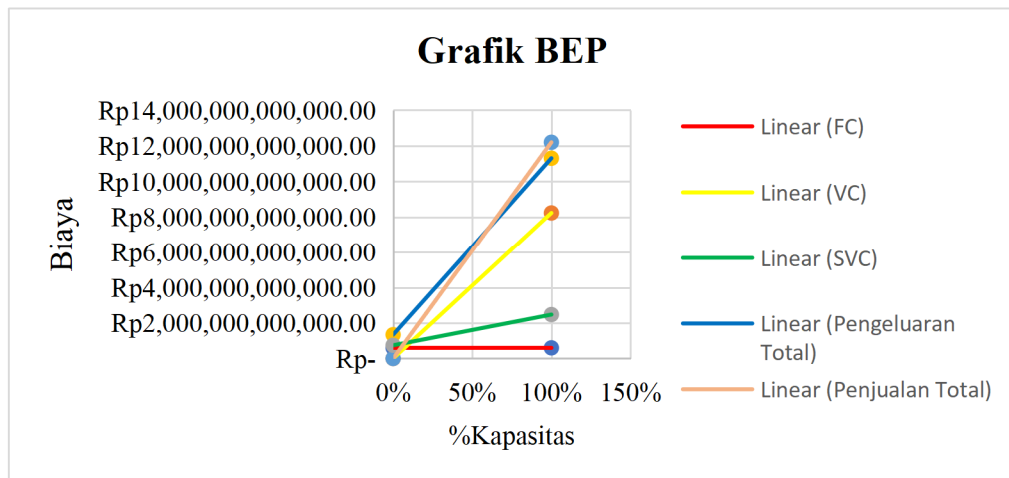 Grafik BEP
Rp14,000,000,000,000.00
Rp12,000,000,000,000.00
Rp10,000,000,000,000.00
Rp8,000,000,000,000.00
Rp6,000,000,000,000.00
Rp4,000,000,000,000.00
Rp2,000,000,000,000.00
Rp-
Biaya
0%
50%
100%
150%
%Kapasitas
Linear (FC)
Linear (VC)
Linear (SVC)
Linear (Pengeluaran
Total)
Linear (Penjualan Total)